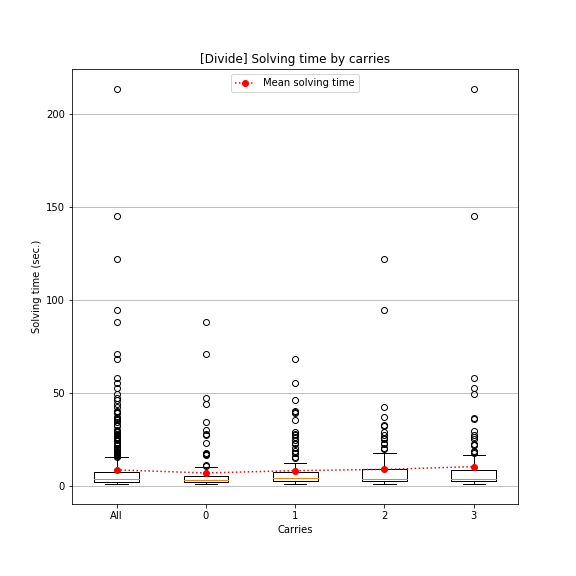 [Divide] Solving time by carries
Mean solving time
200
150
100
50
0
Solving time (sec.)
All 0 1 2 3
Carries